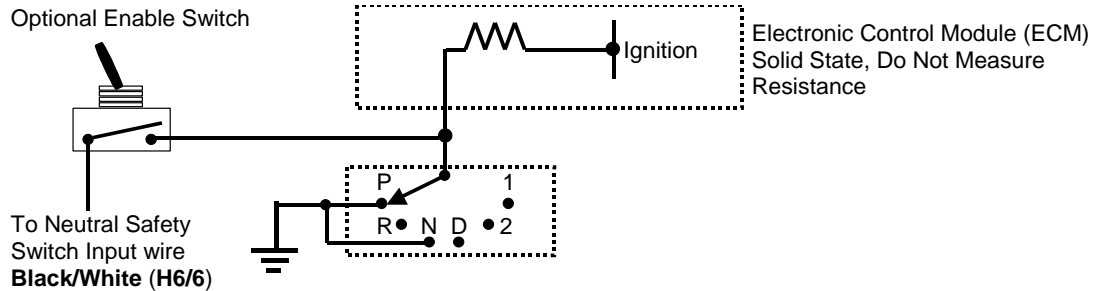 Optional Enable Switch
Ignition
Electronic Control Module (ECM)
Solid State, Do Not Measure
Resistance
P 1
R N D 2
To Neutral Safety
Switch Input wire
Black/White (H6/6)